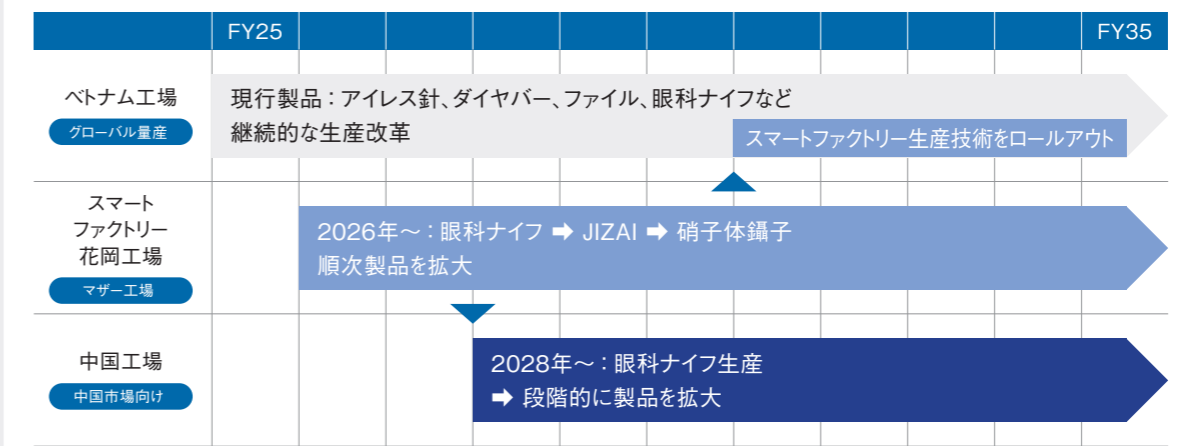 FY25 FY35
ベトナム工場
グローバル量産
現行製品：アイレス針、ダイヤバー、ファイル、眼科ナイフなど
継続的な生産改革
スマートファクトリー生産技術をロールアウト
スマート
ファクトリー
花岡工場
マザー工場
2026年～：眼科ナイフ ➡ JIZAI ➡ 硝子体鑷子
順次製品を拡大
中国工場
中国市場向け
2028年～：眼科ナイフ生産
➡ 段階的に製品を拡大